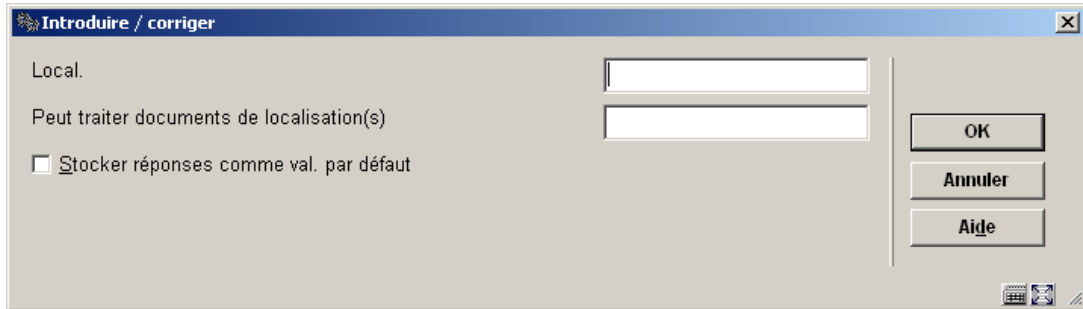 Introduire / corriger
Local.
Peut traiter documents de localisation(s)
Stocker réponses comme val. par défaut
OK
Annuler
Aide